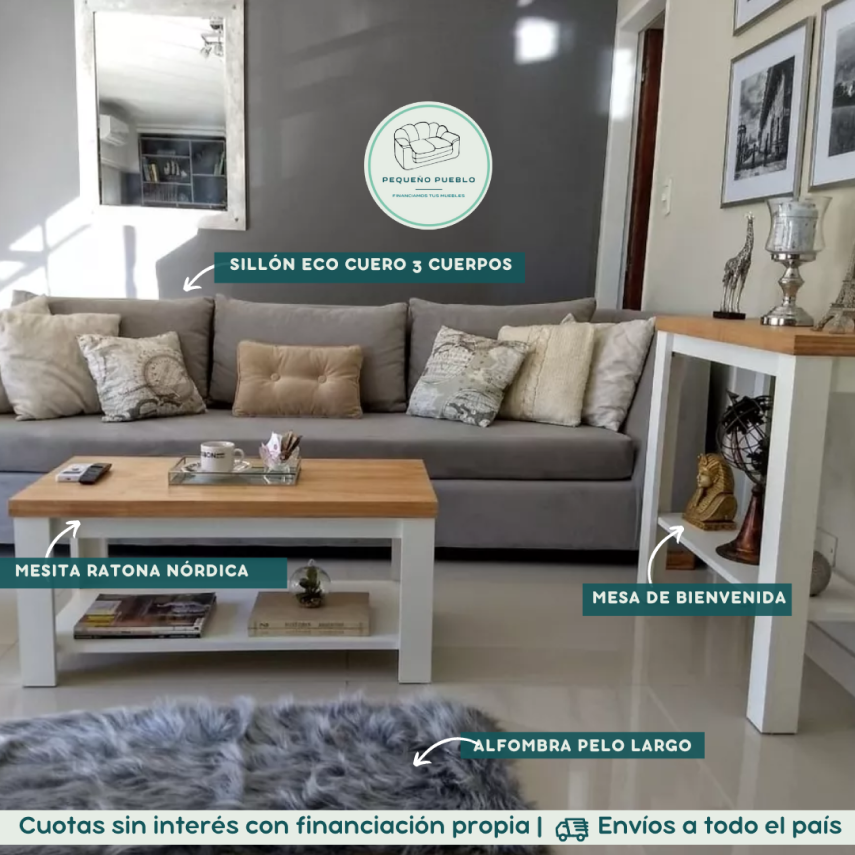 PEQUEÑO PUEBLO
FINANCIAMOS TUS MUEBLES
SILLÓN ECO CUERO 3 CUERPOS
MESITA RATONA NÓRDICA
MESA DE BIENVENIDA
ALFOMBRA PELO LARGO
Cuotas sin interés con financiación propia | Envíos a todo el país